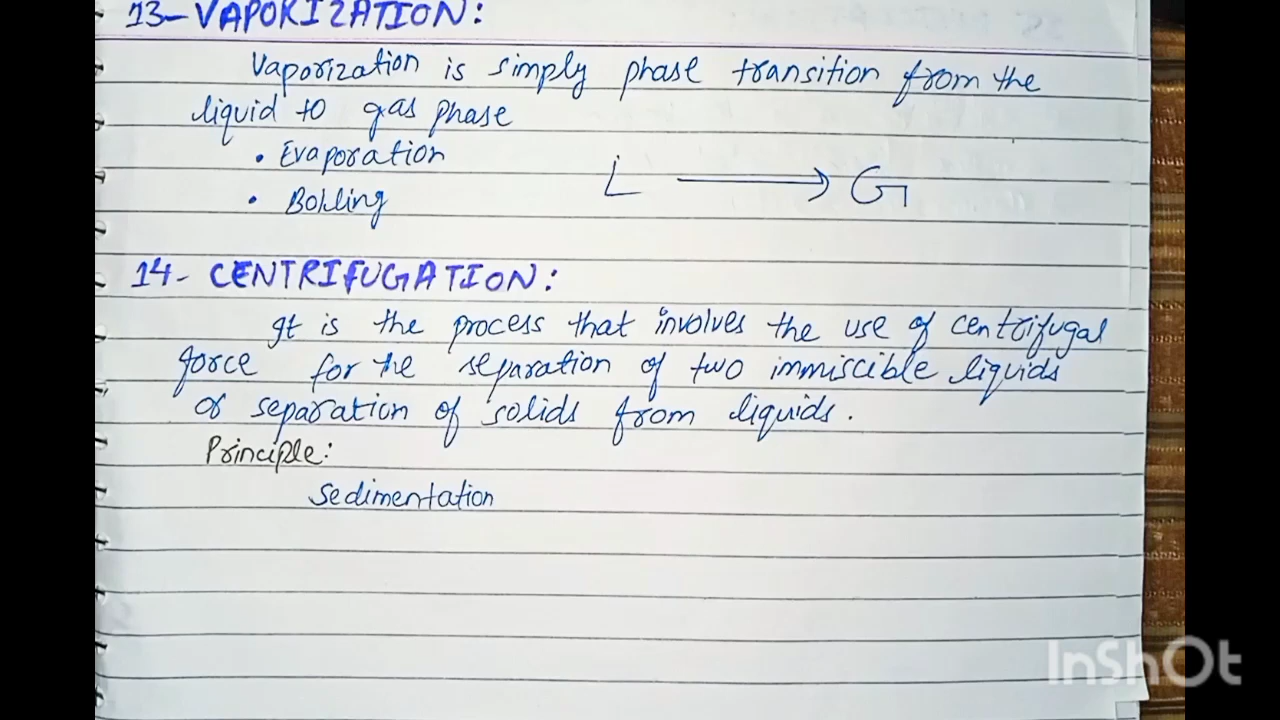 13- VAPORIZATION:
Vaporization is simply phase transition from the
liquid to gas phase
• Evaporation
L → G
• Boiling
14- CENTRIFUGATION:
It is the process that involves the use of centrifugal
force for the separation of two immiscible liquids
or separation of solids from liquids.
Principle:
Sedimentation
InShOt